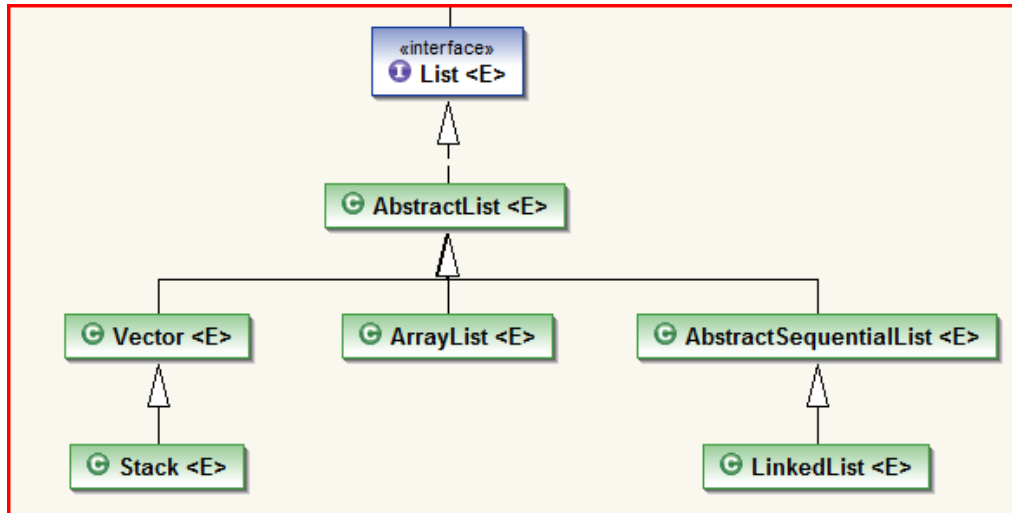 «interface»
List <E>
AbstractList <E>
Vector <E>
ArrayList <E>
AbstractSequentialList <E>
Stack <E>
LinkedList <E>